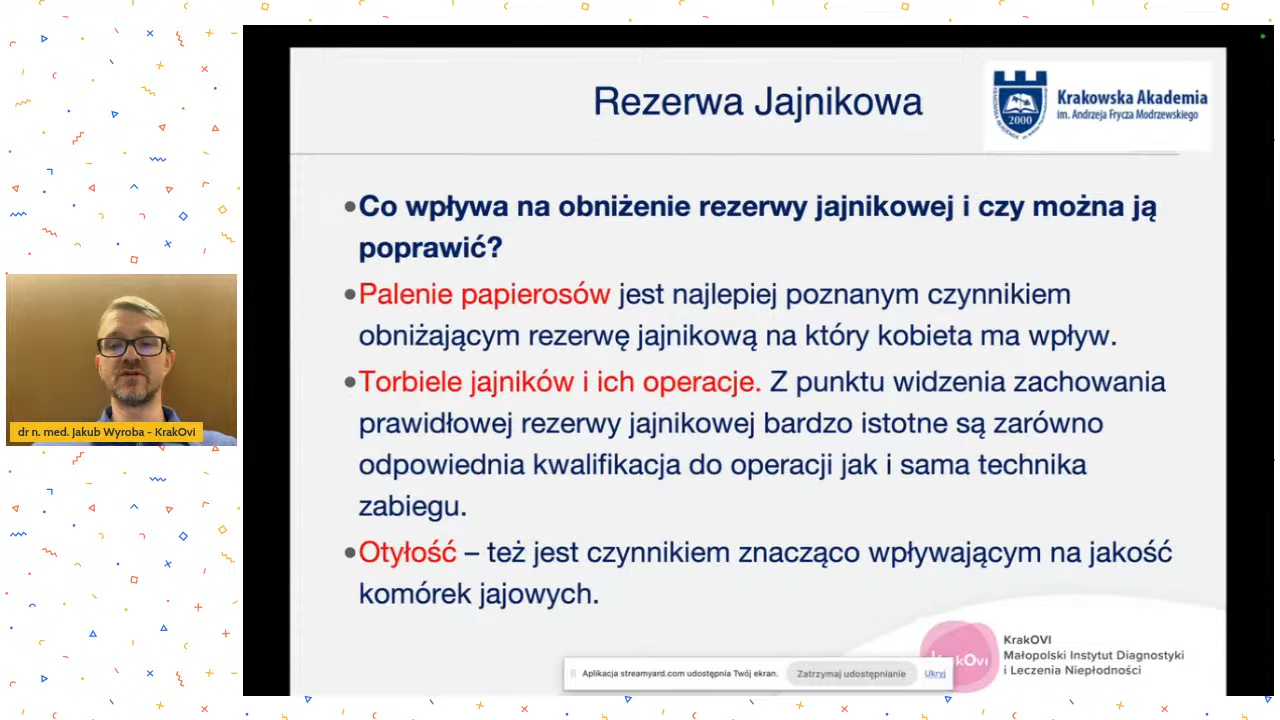 Rezerwa Jajnikowa
Krakowska Akademia
im. Andrzeja Frycza Modrzewskiego
2000
•Co wpływa na obniżenie rezerwy jajnikowej i czy można ją
poprawić?
•Palenie papierosów jest najlepiej poznanym czynnikiem
obniżającym rezerwę jajnikową na który kobieta ma wpływ.
•Torbiele jajników i ich operacje. Z punktu widzenia zachowania
prawidłowej rezerwy jajnikowej bardzo istotne są zarówno
odpowiednia kwalifikacja do operacji jak i sama technika
zabiegu.
•Otyłość – też jest czynnikiem znacząco wpływającym na jakość
komórek jajowych.
dr n. med. Jakub Wyroba - KrakOvi
KrakOVI
Małopolski Instytut Diagnostyki
i Leczenia Niepłodności
Aplikacja streamyard.com udostępnia Twój ekran.
Zatrzymaj udostępnianie
Ukryj